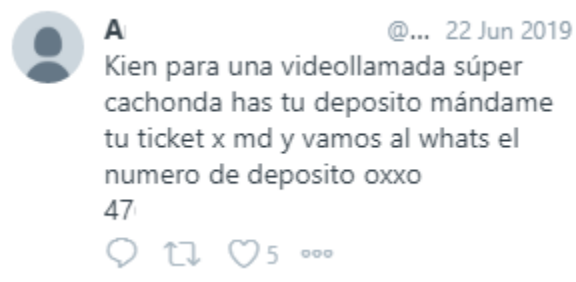 A
@... 22 Jun 2019
Kien para una videollamada súper
cachonda has tu deposito mándame
tu ticket x md y vamos al whats el
numero de deposito oxxo
47
5